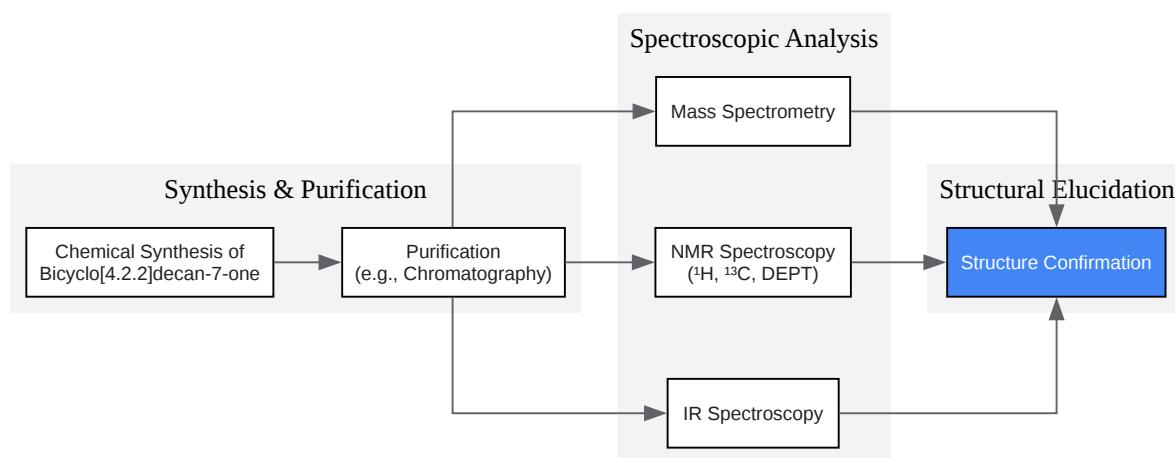 Spectroscopic Analysis
Mass Spectrometry
Synthesis & Purification
Structural Elucidation
Chemical Synthesis of
Bicyclo[4.2.2]decan-7-one
Purification
(e.g., Chromatography)
NMR Spectroscopy
(¹H, ¹³C, DEPT)
Structure Confirmation
IR Spectroscopy